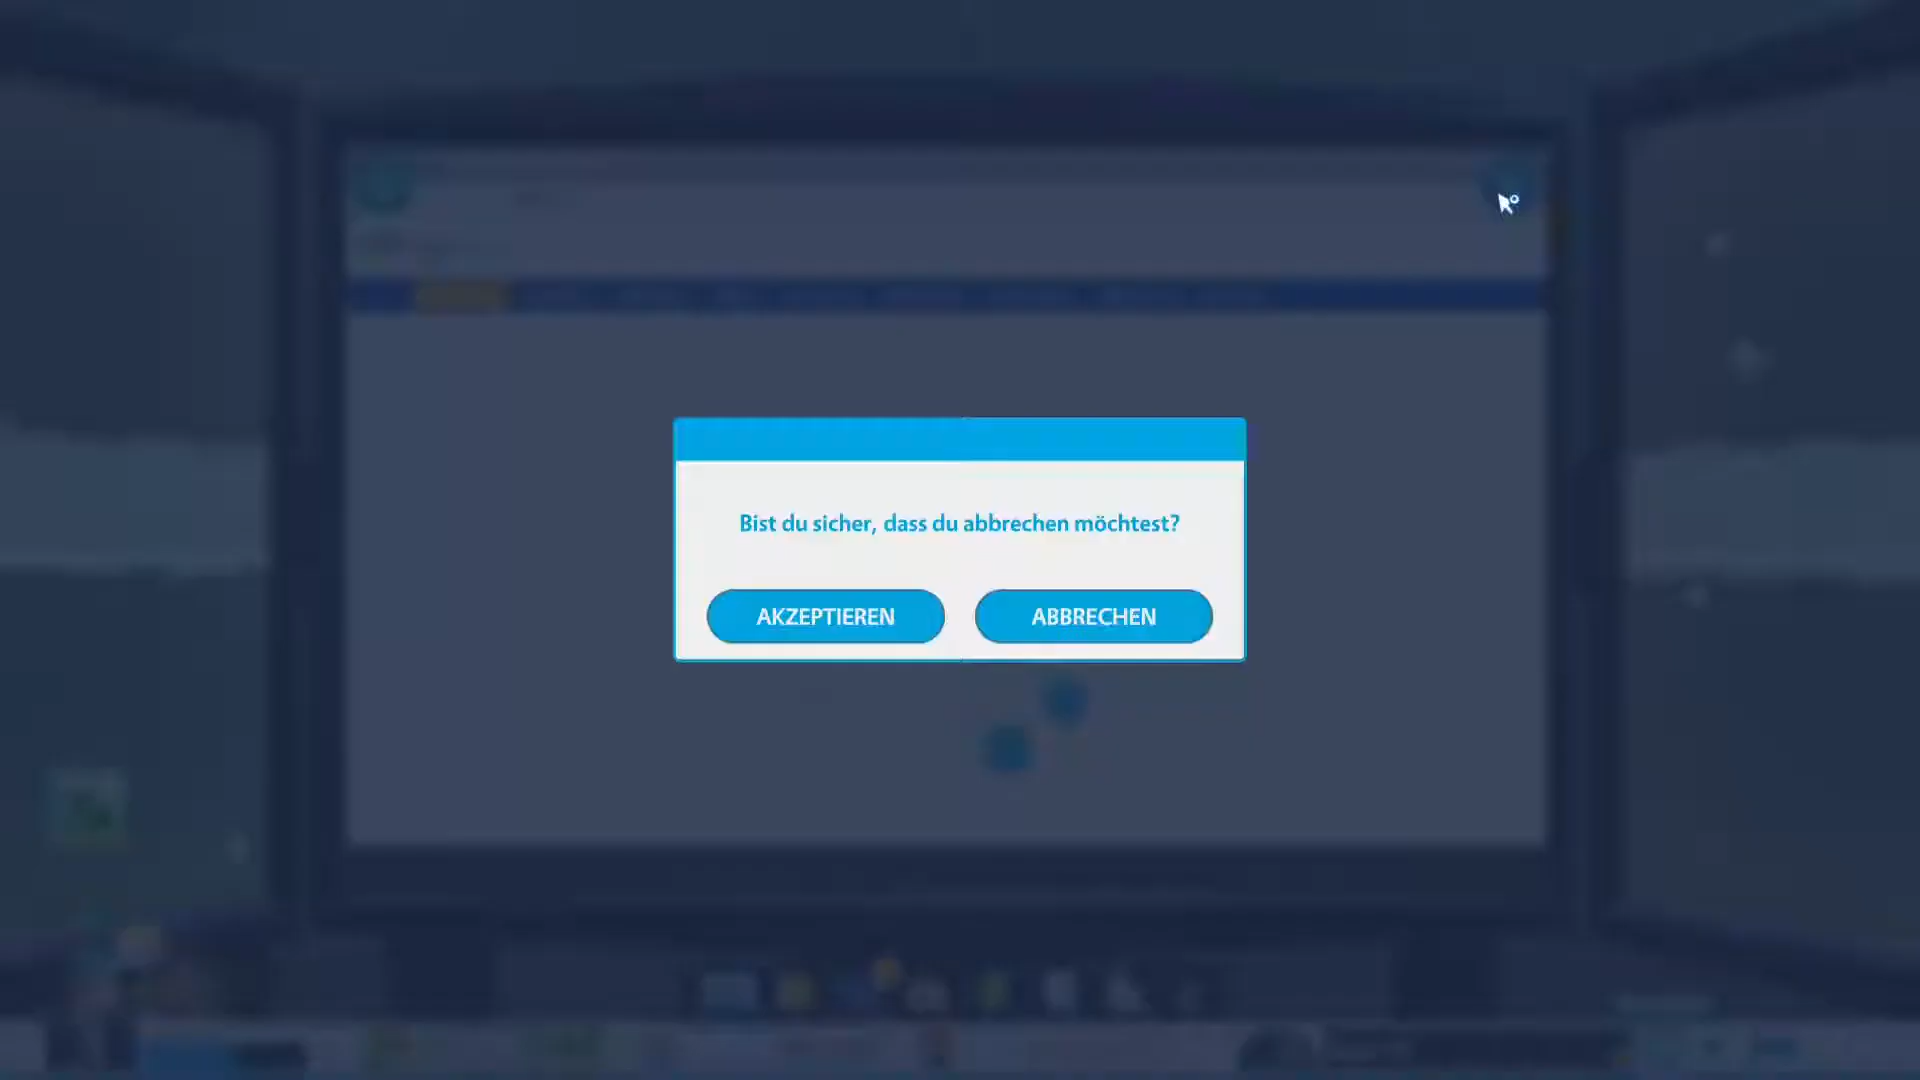 Bist du sicher, dass du abbrechen möchtest?
AKZEPTIEREN
ABBRECHEN